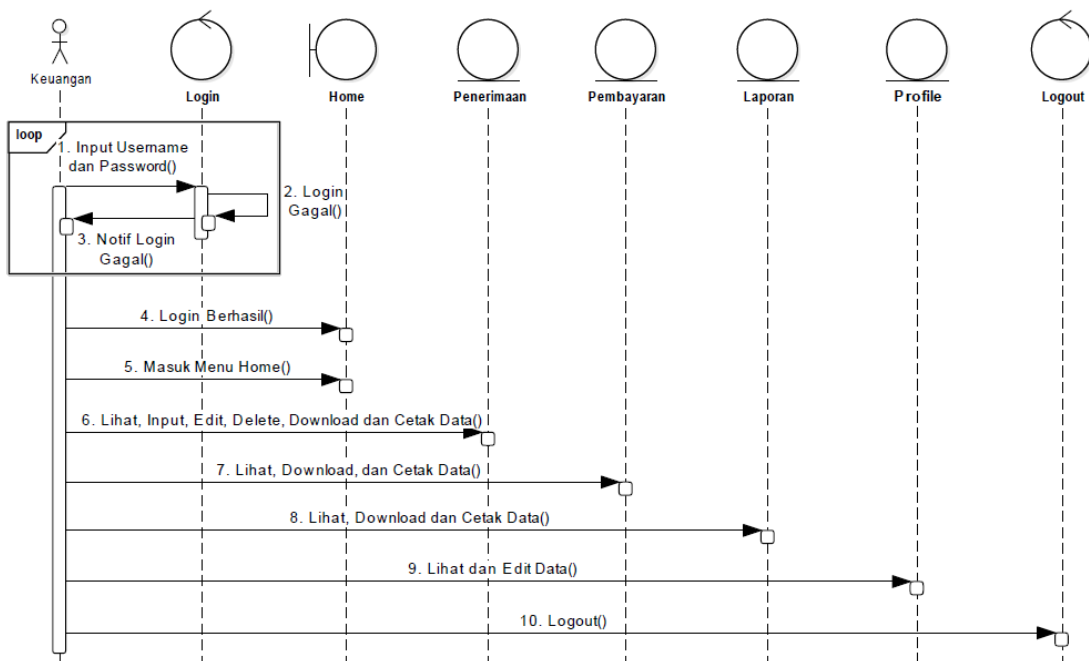 Keuangan
Login
Home
Penerimaan
Pembayaran
Laporan
Profile
Logout
loop
1. Input Username
dan Password()
2. Login
Gagal()
3. Notif Login
Gagal()
4. Login Berhasil()
5. Masuk Menu Home()
6. Lihat, Input, Edit, Delete, Download dan Cetak Data()
7. Lihat, Download, dan Cetak Data()
8. Lihat, Download dan Cetak Data()
9. Lihat dan Edit Data()
10. Logout()